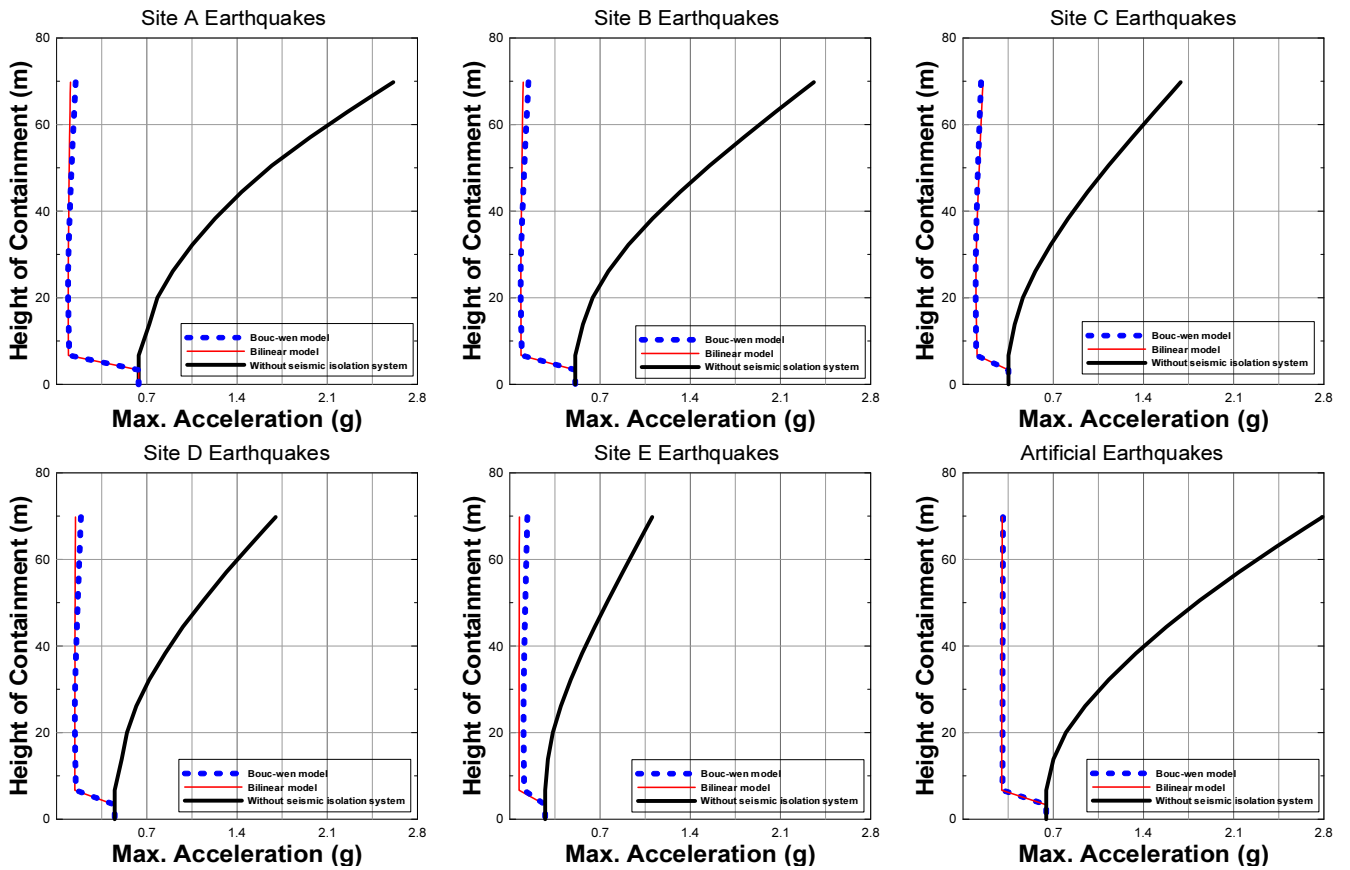 Site A Earthquakes
80
60
40
20
0
0.7
1.4
2.1
2.8
Height of Containment (m)
Max. Acceleration (g)
Bouc-wen model
Bilinear model
Without seismic isolation system
Site B Earthquakes
80
60
40
20
0
0.7
1.4
2.1
2.8
Height of Containment (m)
Max. Acceleration (g)
Bouc-wen model
Bilinear model
Without seismic solation system
Site C Earthquakes
80
60
40
20
0
0.7
1.4
2.1
2.8
Height of Containment (m)
Max. Acceleration (g)
Bouc-wen model
Bilinear model
Without seismic isolation system
Site D Earthquakes
80
60
40
20
0
0.7
1.4
2.1
2.8
Height of Containment (m)
Max. Acceleration (g)
Bouc-wen model
Bilinear model
Without seismic isolation system
Site E Earthquakes
80
60
40
20
0
0.7
1.4
2.1
2.8
Height of Containment (m)
Max. Acceleration (g)
Bouc-wen model
Bilinear model
Without seismic isolation system
Artificial Earthquakes
80
60
40
20
0
0.7
1.4
2.1
2.8
Height of Containment (m)
Max. Acceleration (g)
Bouc-wen model
Bilinear model
Without seismic isolation system